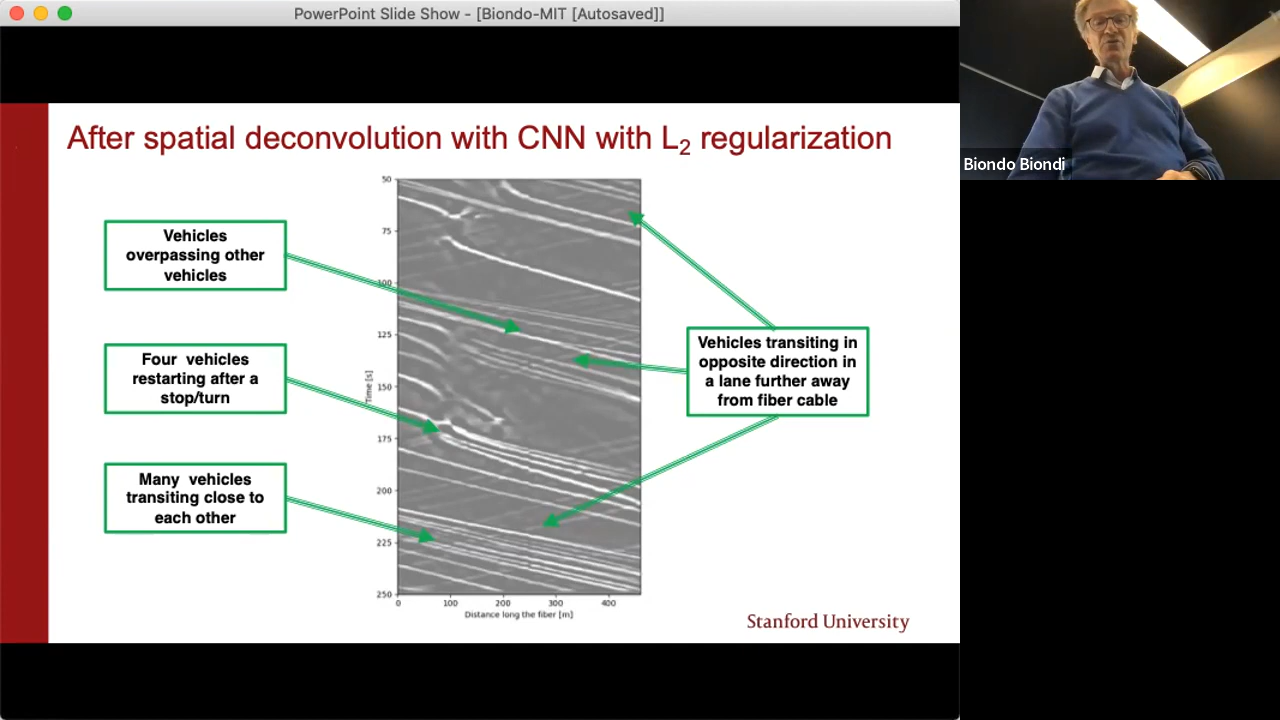 PowerPoint Slide Show - [Biondo-MIT [Autosaved]]
Biondo Biondi
After spatial deconvolution with CNN with L2 regularization
Vehicles
overpassing other
vehicles
Four vehicles
restarting after a
stop/turn
Many vehicles
transiting close to
each other
Vehicles transiting in
opposite direction in
a lane further away
from fiber cable
50
75
100
125
150
175
200
225
250
Time [s]
0 100 200 300 400
Distance long the fiber [m]
Stanford University